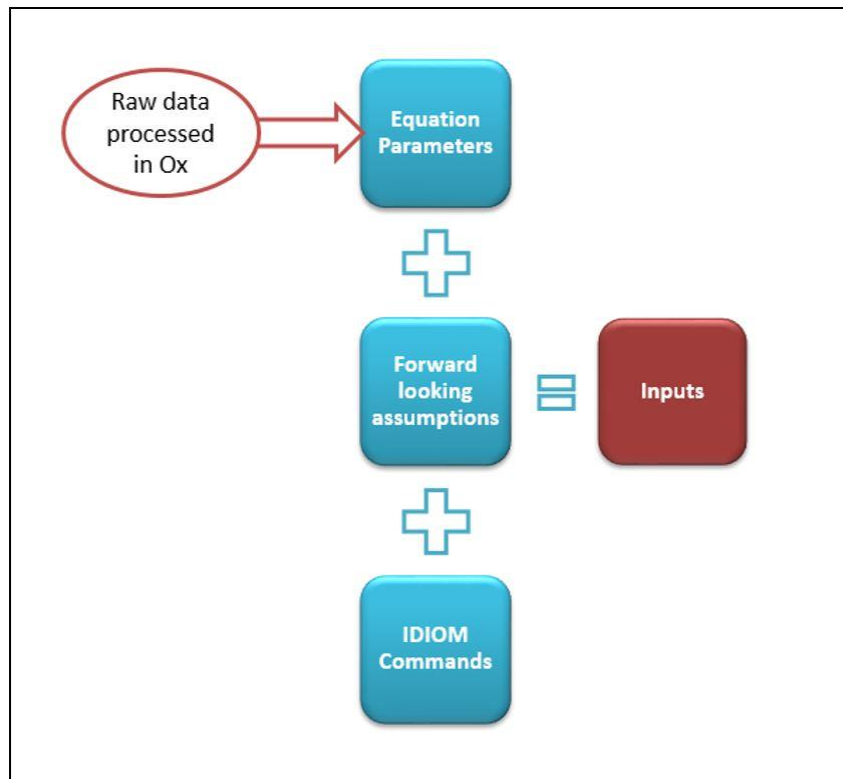 Raw data
processed
in Ox
Equation
Parameters
Forward
looking
assumptions
Inputs
IDIOM
Commands